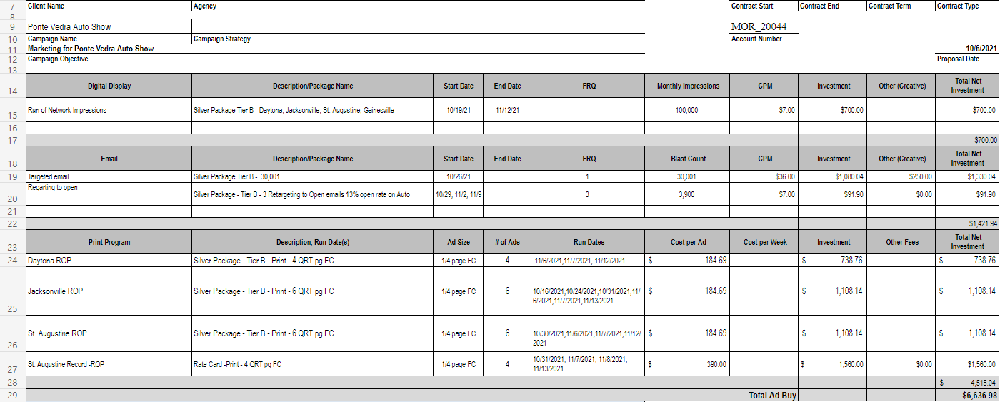 7 Client Name Agency Contract Start Contract End Contract Term Contract Type
8
9 Ponte Vedra Auto Show MOR_20044
10 Campaign Name Campaign Strategy Account Number
11 Marketing for Ponte Vedra Auto Show 10/6/2021
12 Campaign Objective Proposal Date
13
14 Digital Display Description/Package Name Start Date End Date FRQ Monthly Impressions CPM Investment Other (Creative) Total Net Investment
15 Run of Network Impressions Silver Package Tier B - Daytona, Jacksonville, St. Augustine, Gainesville 10/19/21 11/12/21 100,000 $7.00 $700.00 $700.00
16
17 $700.00
18 Email Description/Package Name Start Date End Date FRQ Blast Count CPM Investment Other (Creative) Total Net Investment
19 Targeted email Silver Package Tier B - 30,001 10/26/21 1 30,001 $36.00 $1,080.04 $250.00 $1,330.04
20 Regarting to open Silver Package - Tier B - 3 Retargeting to Open emails 13% open rate on Auto 10/29, 11/2, 11/9 3 3,900 $7.00 $91.90 $0.00 $91.90
21
22 $1,421.94
23 Print Program Description, Run Date(s) Ad Size # of Ads Run Dates Cost per Ad Cost per Week Investment Other Fees Total Net Investment
24 Daytona ROP Silver Package - Tier B - Print - 4 QRT pg FC 1/4 page FC 4 11/6/2021,11/7/2021, 11/12/2021 $ 184.69 $ 738.76 $ 738.76
25 Jacksonville ROP Silver Package - Tier B - Print - 6 QRT pg FC 1/4 page FC 6 10/16/2021,10/24/2021,10/31/2021,11/6/2021,11/7/2021,11/13/2021 $ 184.69 $ 1,108.14 $ 1,108.14
26 St. Augustine ROP Silver Package - Tier B - Print - 6 QRT pg FC 1/4 page FC 6 10/30/2021,11/6/2021,11/7/2021,11/12/2021 $ 184.69 $ 1,108.14 $ 1,108.14
27 St. Augustine Record -ROP Rate Card -Print - 4 QRT pg FC 1/4 page FC 4 10/31/2021, 11/7/2021, 11/8/2021, 11/13/2021 $ 390.00 $ 1,560.00 $0.00 $1,560.00
28 $ 4,515.04
29 Total Ad Buy $6,636.98